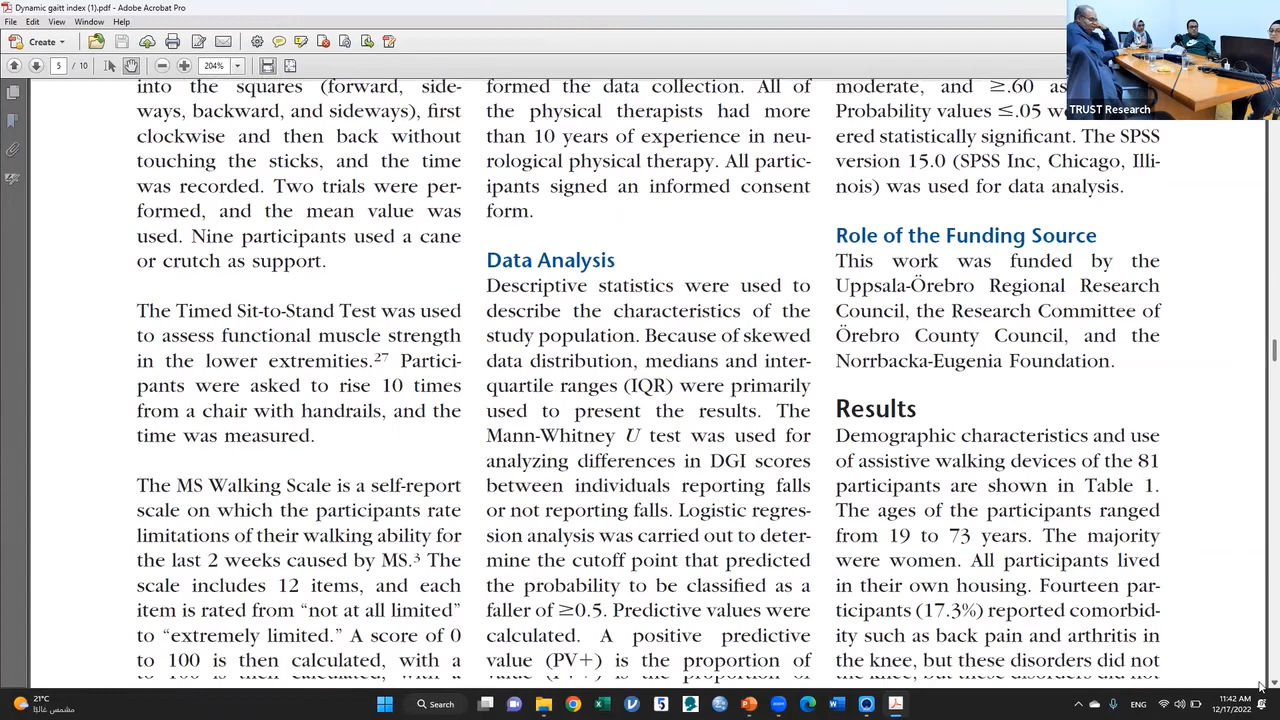 Dynamic gaitt index (1).pdf - Adobe Acrobat Pro
File Edit View Window Help
Create
5 / 10
204%
TRUST Research
into the squares (forward, side-
ways, backward, and sideways), first
clockwise and then back without
touching the sticks, and the time
was recorded. Two trials were per-
formed, and the mean value was
used. Nine participants used a cane
or crutch as support.
The Timed Sit-to-Stand Test was used
to assess functional muscle strength
in the lower extremities.27 Partici-
pants were asked to rise 10 times
from a chair with handrails, and the
time was measured.
The MS Walking Scale is a self-report
scale on which the participants rate
limitations of their walking ability for
the last 2 weeks caused by MS.3 The
scale includes 12 items, and each
item is rated from “not at all limited”
to “extremely limited.” A score of 0
to 100 is then calculated, with a
formed the data collection. All of
the physical therapists had more
than 10 years of experience in neu-
rological physical therapy. All partic-
ipants signed an informed consent
form.
Data Analysis
Descriptive statistics were used to
describe the characteristics of the
study population. Because of skewed
data distribution, medians and inter-
quartile ranges (IQR) were primarily
used to present the results. The
Mann-Whitney U test was used for
analyzing differences in DGI scores
between individuals reporting falls
or not reporting falls. Logistic regres-
sion analysis was carried out to deter-
mine the cutoff point that predicted
the probability to be classified as a
faller of ≥0.5. Predictive values were
calculated. A positive predictive
value (PV+) is the proportion of
moderate, and ≥.60 as
Probability values ≤.05 w
ered statistically significant. The SPSS
version 15.0 (SPSS Inc, Chicago, Illi-
nois) was used for data analysis.
Role of the Funding Source
This work was funded by the
Uppsala-Örebro Regional Research
Council, the Research Committee of
Örebro County Council, and the
Norrbacka-Eugenia Foundation.
Results
Demographic characteristics and use
of assistive walking devices of the 81
participants are shown in Table 1.
The ages of the participants ranged
from 19 to 73 years. The majority
were women. All participants lived
in their own housing. Fourteen par-
ticipants (17.3%) reported comorbid-
ity such as back pain and arthritis in
the knee, but these disorders did not
21°C
مشمس غالبًا
Search
ENG
11:42 AM
12/17/2022